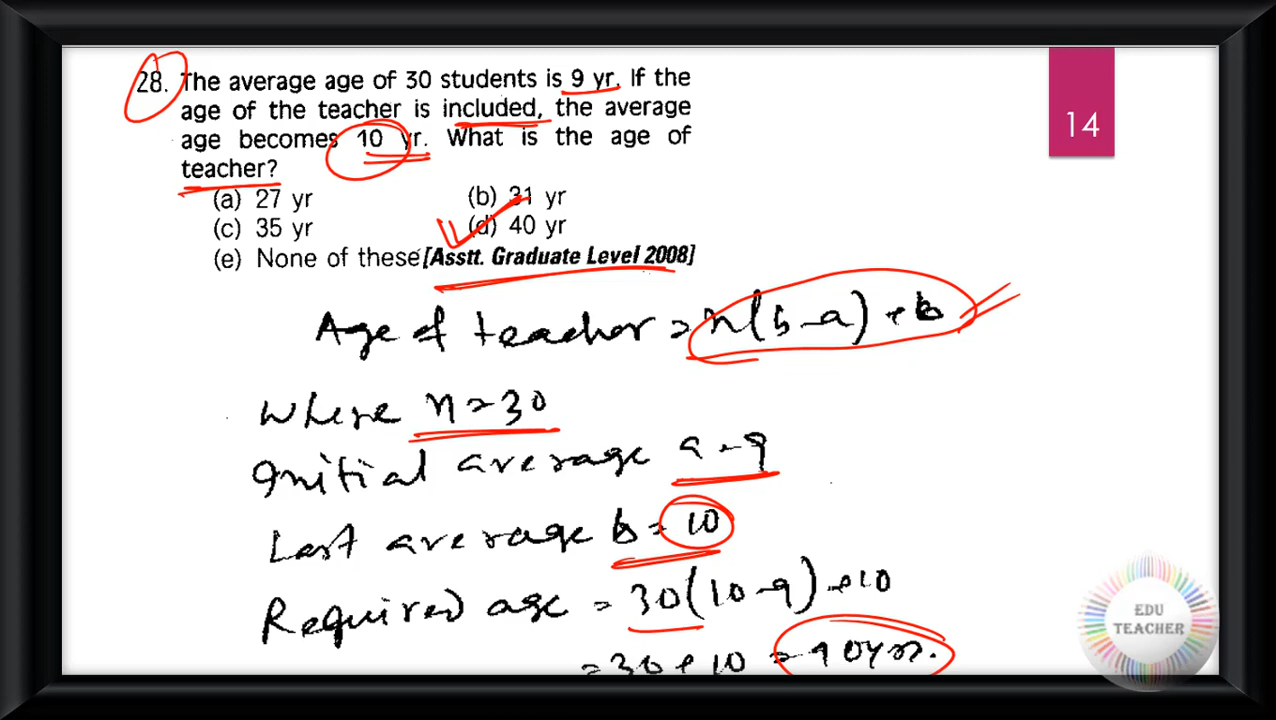 28. The average age of 30 students is 9 yr. If the
age of the teacher is included, the average
age becomes 10 yr. What is the age of
teacher?
(a) 27 yr (b) 31 yr
(c) 35 yr (d) 40 yr
(e) None of these [Asstt. Graduate Level 2008]
14
Age of teacher = n(b-a)+b
Where n=30
Initial average a=9
Last average b=10
Required age = 30(10-9)+10
=30+10 =40yrs.
EDU
TEACHER